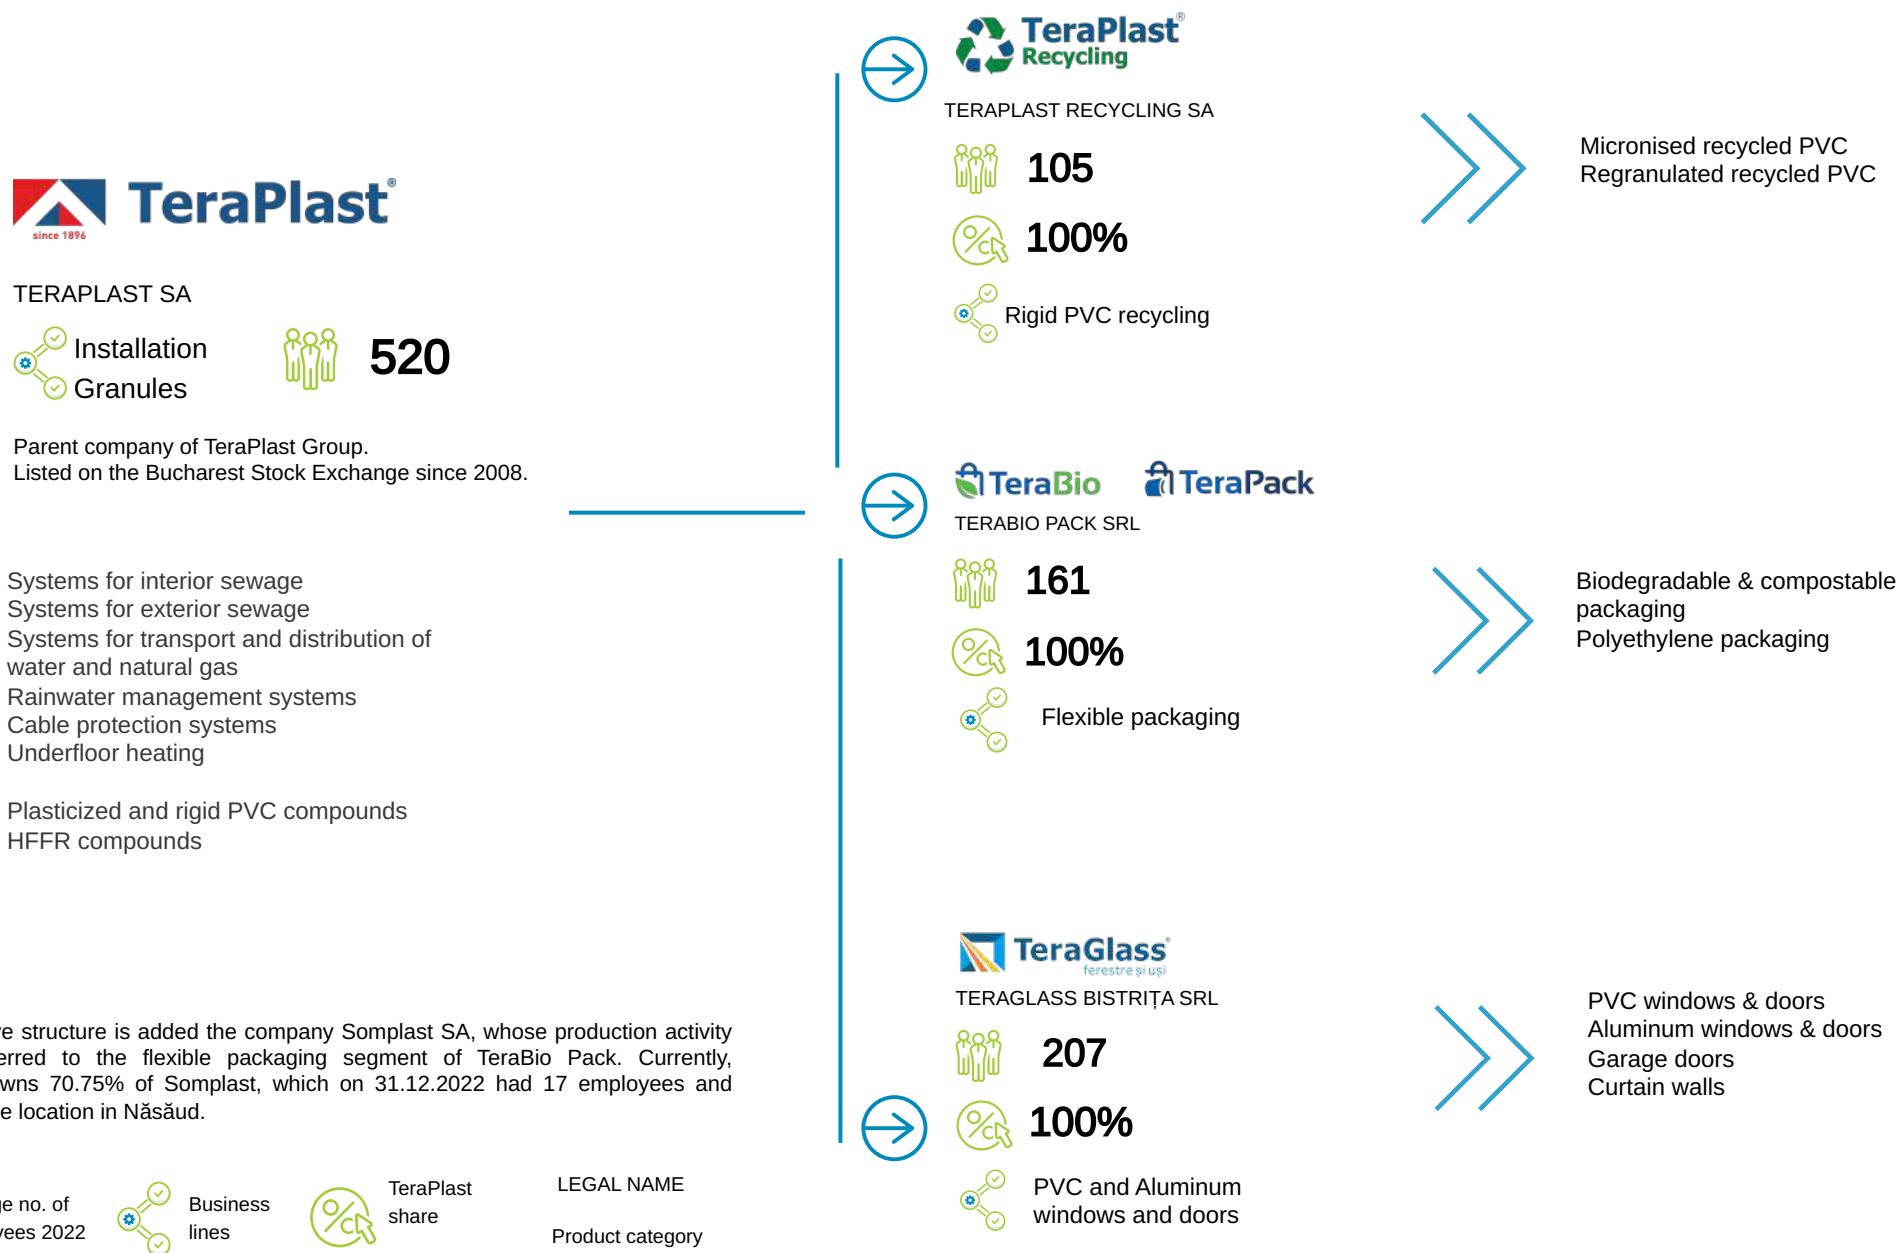 TeraPlast®
since 1896
TERAPLAST SA
Installation
Granules
520
Parent company of TeraPlast Group.
Listed on the Bucharest Stock Exchange since 2008.
Systems for interior sewage
Systems for exterior sewage
Systems for transport and distribution of
water and natural gas
Rainwater management systems
Cable protection systems
Underfloor heating
Plasticized and rigid PVC compounds
HFFR compounds
structure is added the company Somplast SA, whose production activity
to the flexible packaging segment of TeraBio Pack. Currently,
70.75% of Somplast, which on 31.12.2022 had 17 employees and
location in Năsăud.
no. of
2022
Business
lines
TeraPlast
share
LEGAL NAME
Product category
TeraPlast®
Recycling
TERAPLAST RECYCLING SA
105
100%
Rigid PVC recycling
Micronised recycled PVC
Regranulated recycled PVC
TeraBio
TeraPack
TERABIO PACK SRL
161
100%
Flexible packaging
Biodegradable & compostable
packaging
Polyethylene packaging
TeraGlass®
ferestre și uși
TERAGLASS BISTRIȚA SRL
207
100%
PVC and Aluminum
windows and doors
PVC windows & doors
Aluminum windows & doors
Garage doors
Curtain walls